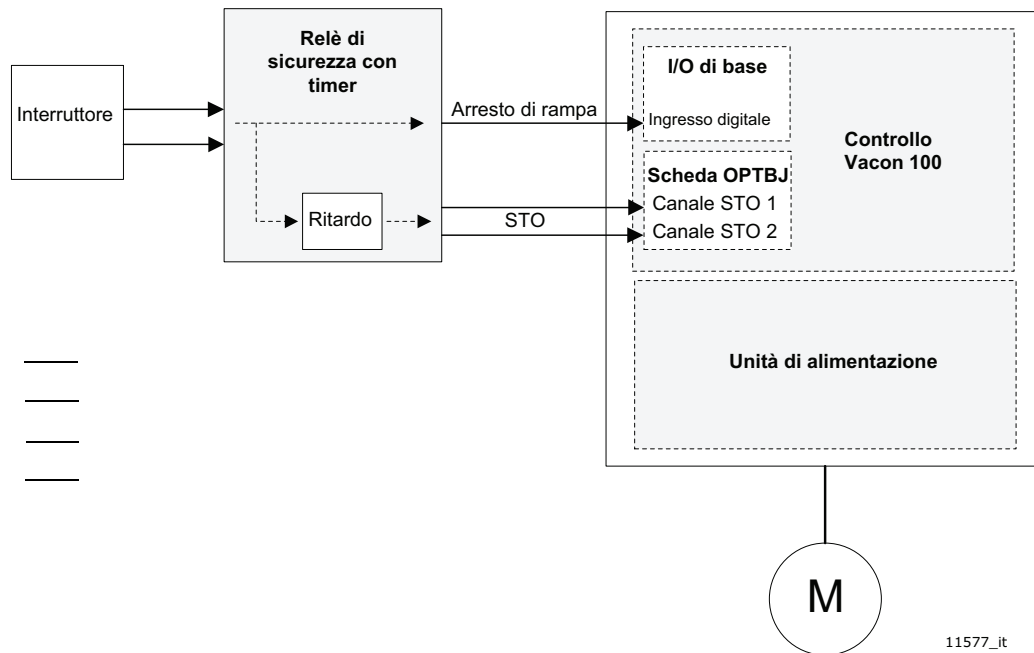 Interruttore
Relè di
sicurezza con
timer
Ritardo
Arresto di rampa
STO
I/O di base
Ingresso digitale
Scheda OPTBJ
Canale STO 1
Canale STO 2
Controllo
Vacon 100
Unità di alimentazione
M
11577_it